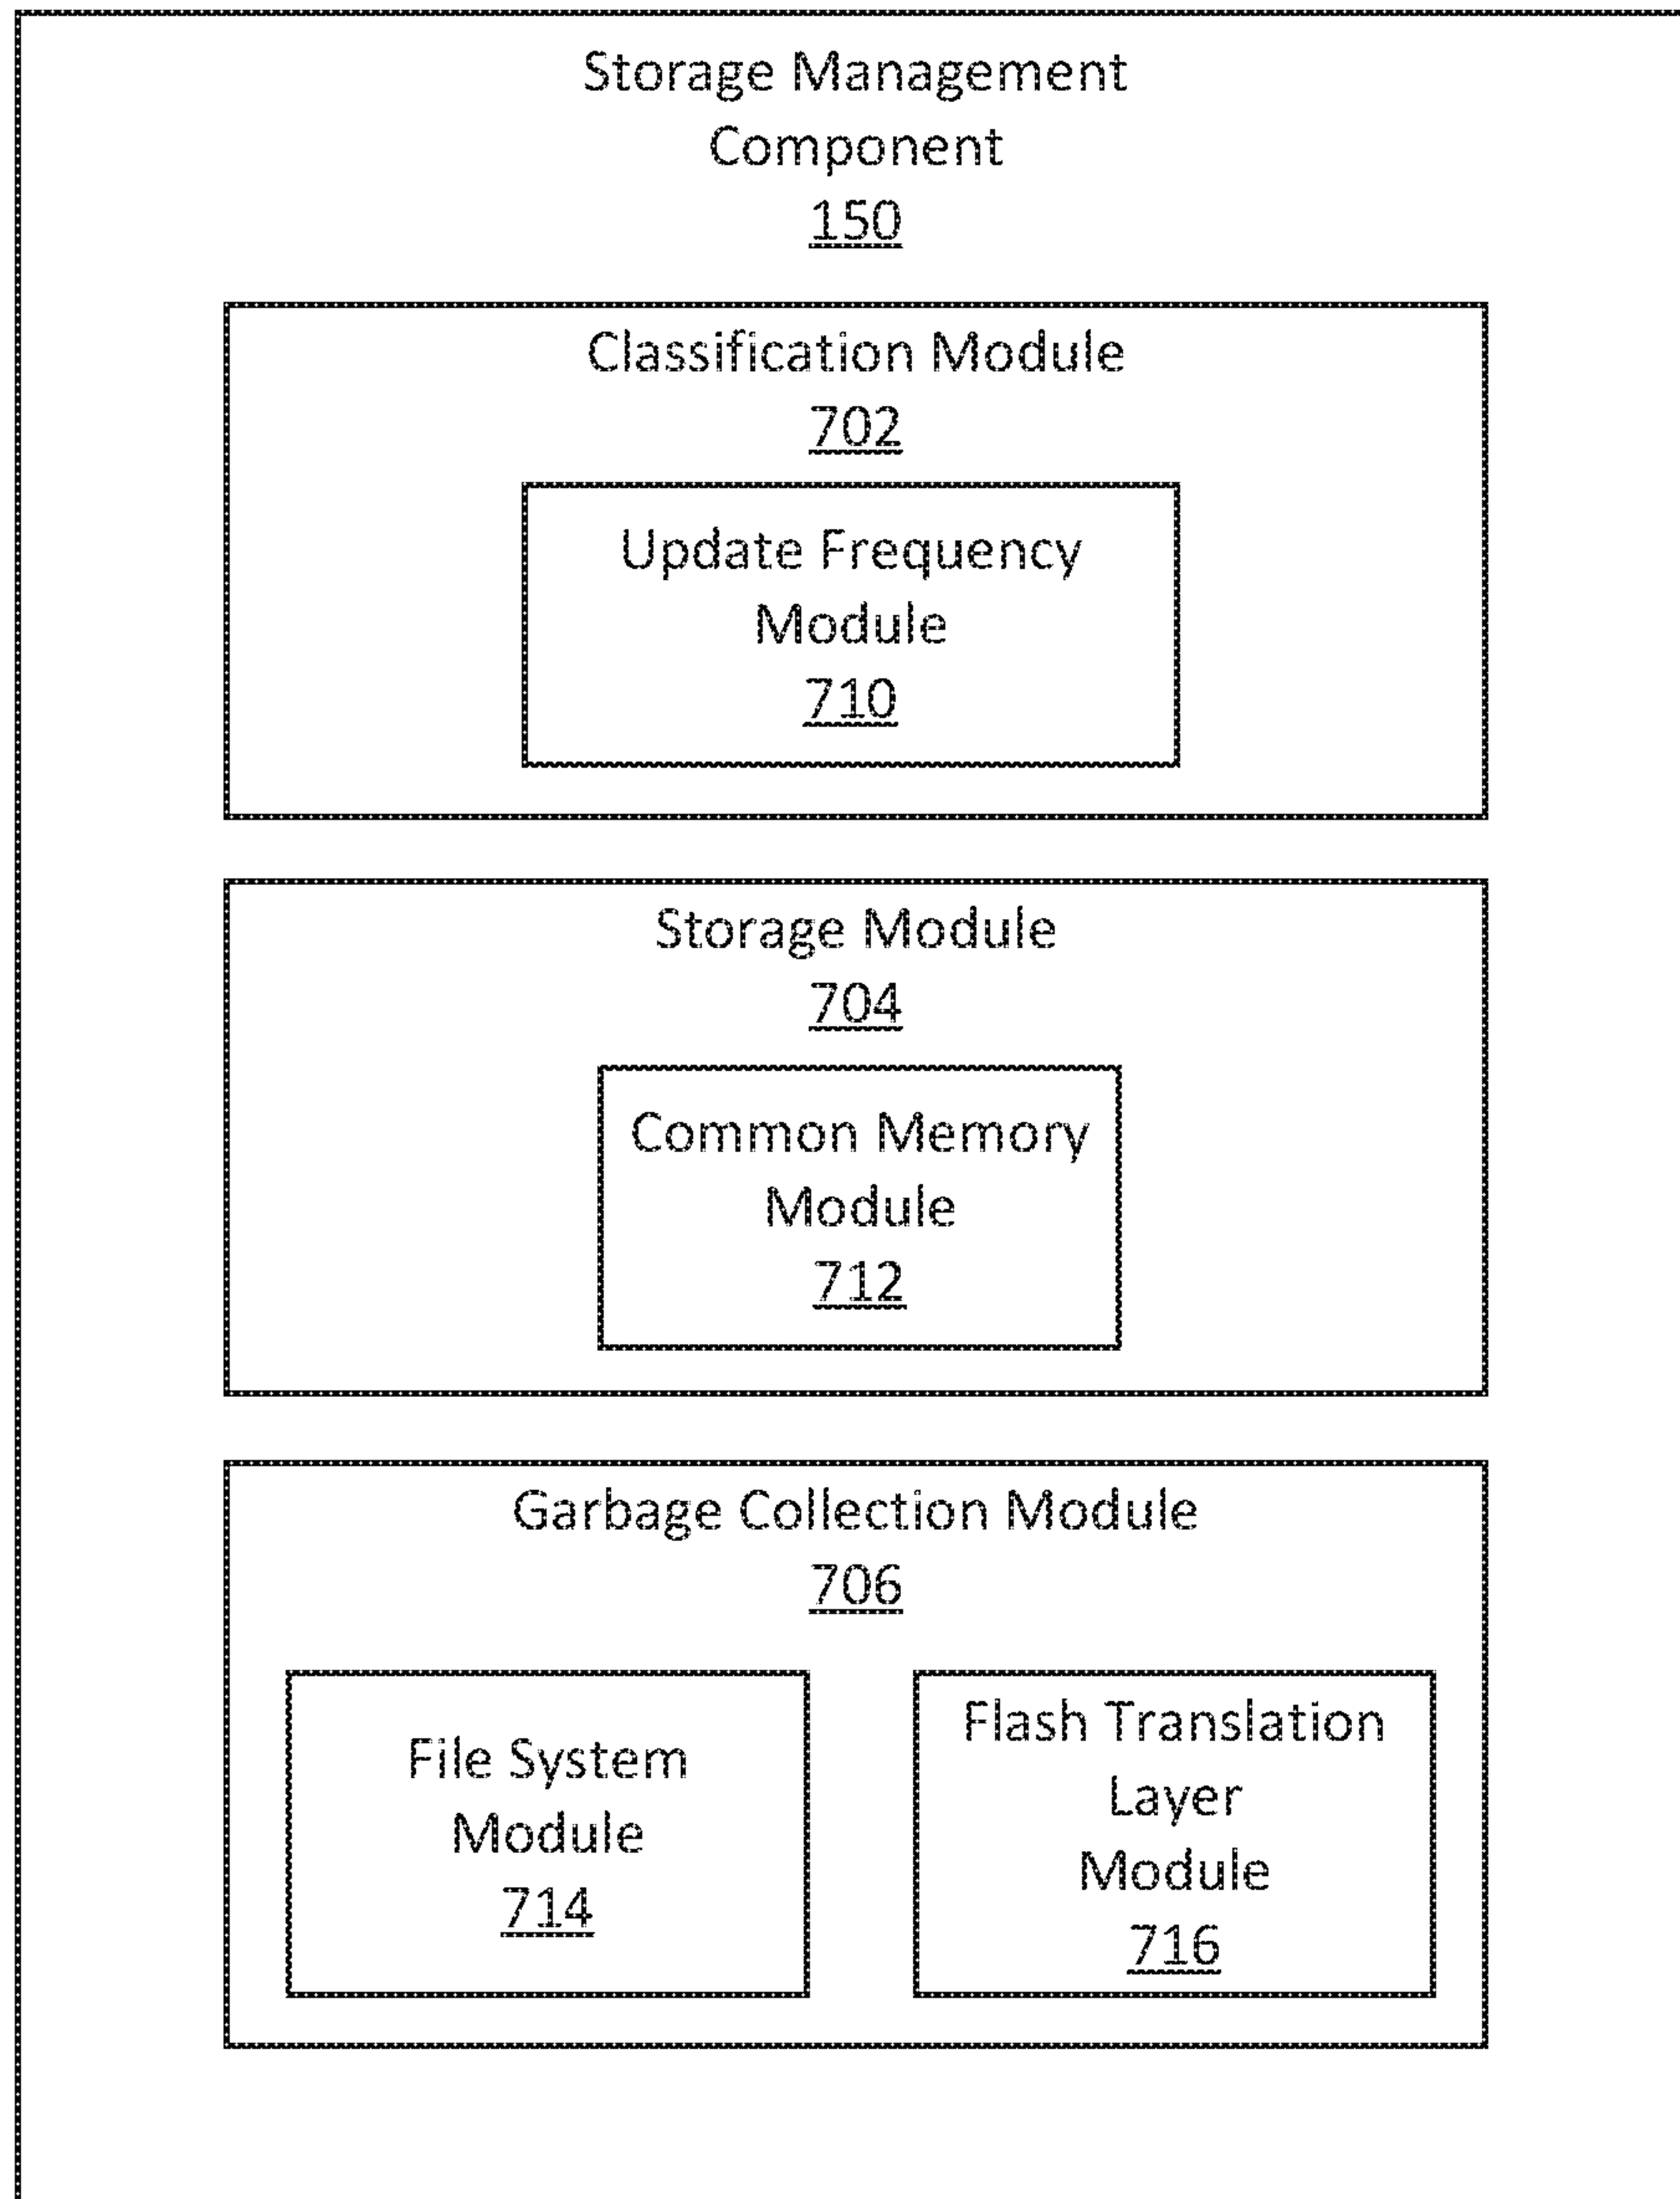 Storage Management
Component
150
Classification Module
702
Update Frequency
Module
710
Storage Module
704
Common Memory
Module
712
Garbage Collection Module
706
File System
Module
714
Flash Translation
Layer
Module
716